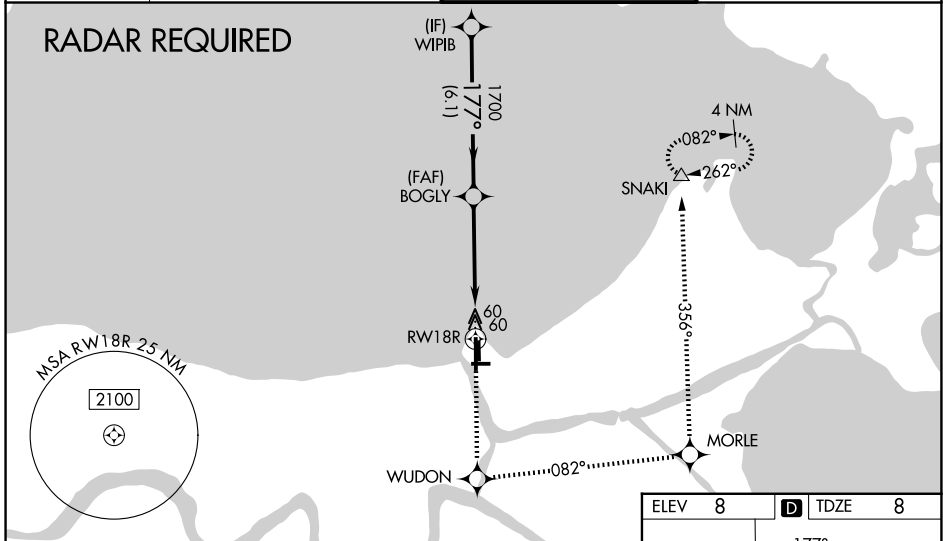 RADAR REQUIRED
(IF)
WIPIB
1700
177°
(6.1)
4 NM
082°
262°
SNAKI
(FAF)
BOGLY
356°
60
60
RW18R
MSA RW18R 25 NM
2100
MORLE
WUDON
082°
ELEV 8 D TDZE 8
177°